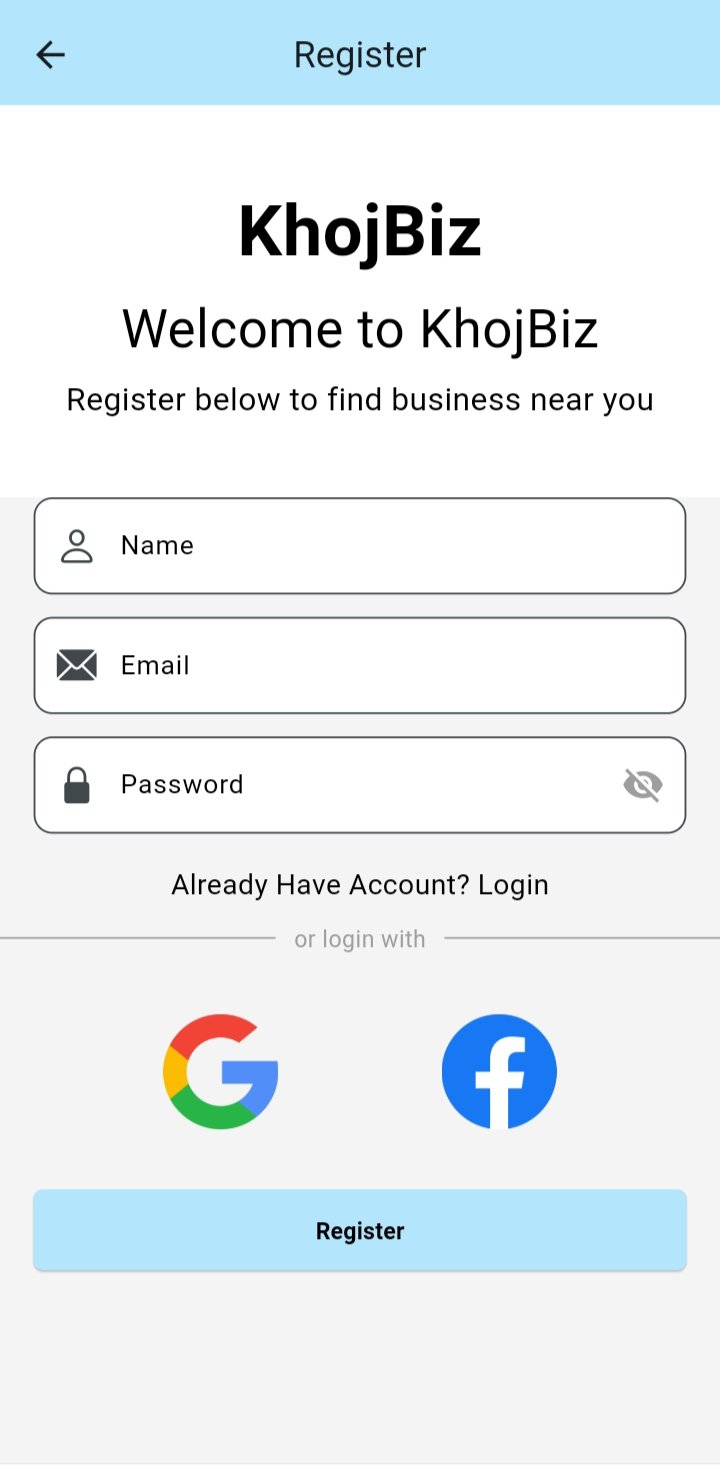 Register
KhojBiz
Welcome to KhojBiz
Register below to find business near you
Name
Email
Password
Already Have Account? Login
or login with
Register